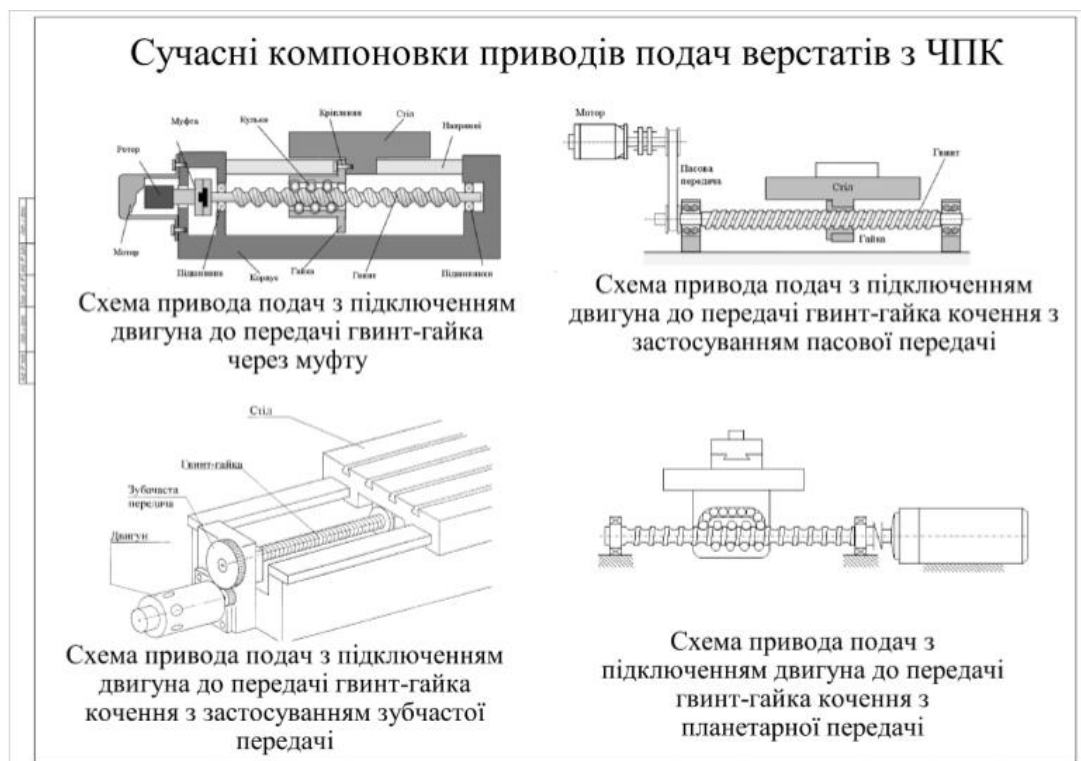 Сучасні компоновки приводів подач верстатів з ЧПК
Муфта
Кульки
Кріплення
Стіл
Напрямні
Ротор
Мотор
Підшипники
Корпус
Гайка
Гвинт
Підшипники
Схема привода подач з підключенням
двигуна до передачі гвинт-гайка
через муфту
Мотор
Пасова
передача
Гвинт
Стіл
Гайка
Схема привода подач з підключенням
двигуна до передачі гвинт-гайка кочення з
застосуванням пасової передачі
Стіл
Гвинт-гайка
Зубчаста
передача
Двигун
Схема привода подач з підключенням
двигуна до передачі гвинт-гайка
кочення з застосуванням зубчастої
передачі
Схема привода подач з
підключенням двигуна до передачі
гвинт-гайка кочення з
планетарної передачі